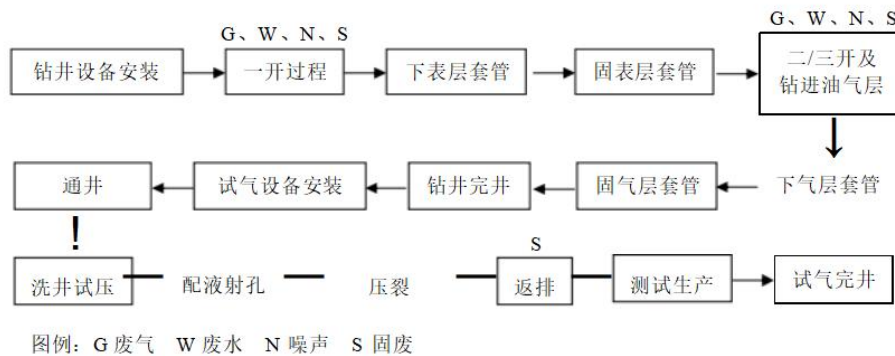 G、W、N、S
G、W、N、S
钻井设备安装
一开过程
下表层套管
固表层套管
二/三开及
钻进油气层
通井
试气设备安装
钻井完井
固气层套管
下气层套管
S
洗井试压
配液射孔
压裂
返排
测试生产
试气完井
图例：G 废气 W 废水 N 噪声 S 固废